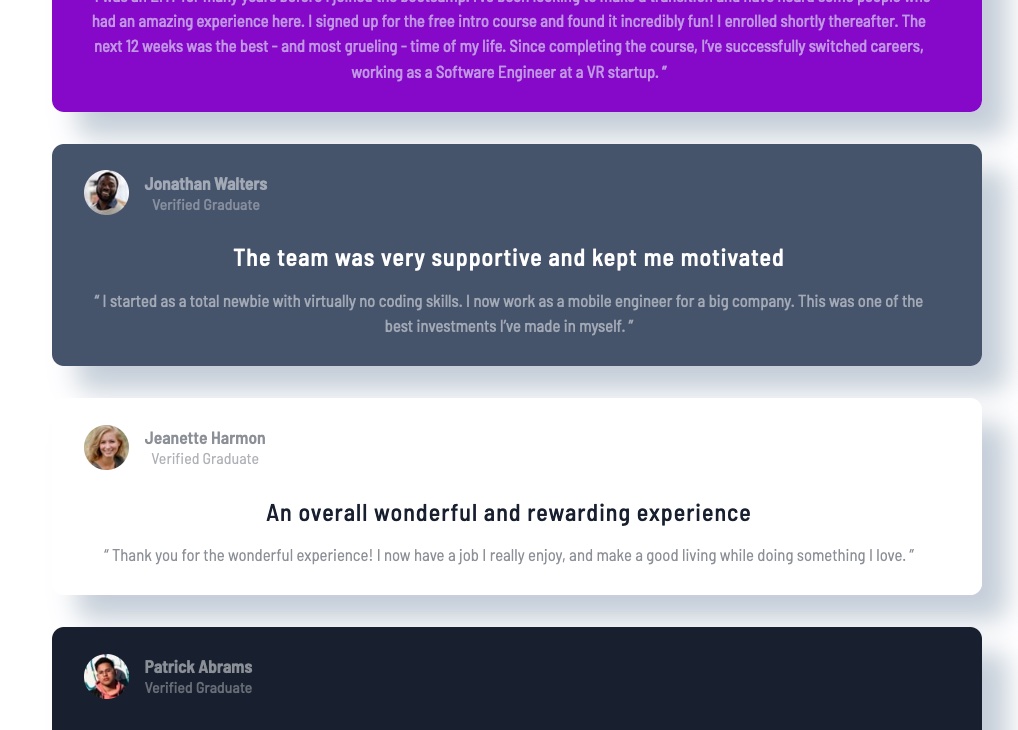 had an amazing experience here. I signed up for the free intro course and found it incredibly fun! I enrolled shortly thereafter. The
next 12 weeks was the best - and most grueling - time of my life. Since completing the course, I've successfully switched careers,
working as a Software Engineer at a VR startup. ”
Jonathan Walters
Verified Graduate
The team was very supportive and kept me motivated
“ I started as a total newbie with virtually no coding skills. I now work as a mobile engineer for a big company. This was one of the
best investments I've made in myself. ”
Jeanette Harmon
Verified Graduate
An overall wonderful and rewarding experience
“ Thank you for the wonderful experience! I now have a job I really enjoy, and make a good living while doing something I love. ”
Patrick Abrams
Verified Graduate